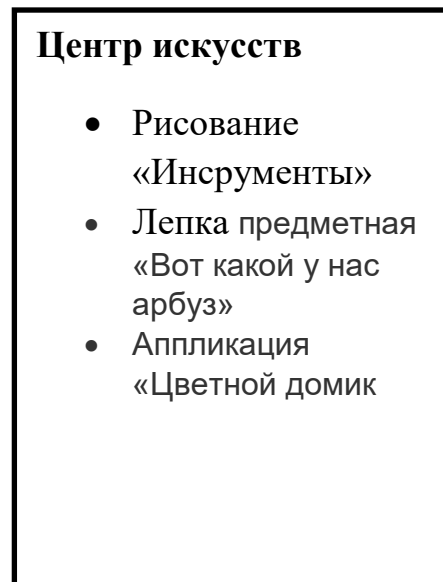 Центр искусств
• Рисование
«Инсрументы»
• Лепка предметная
«Вот какой у нас
арбуз»
• Аппликация
«Цветной домик